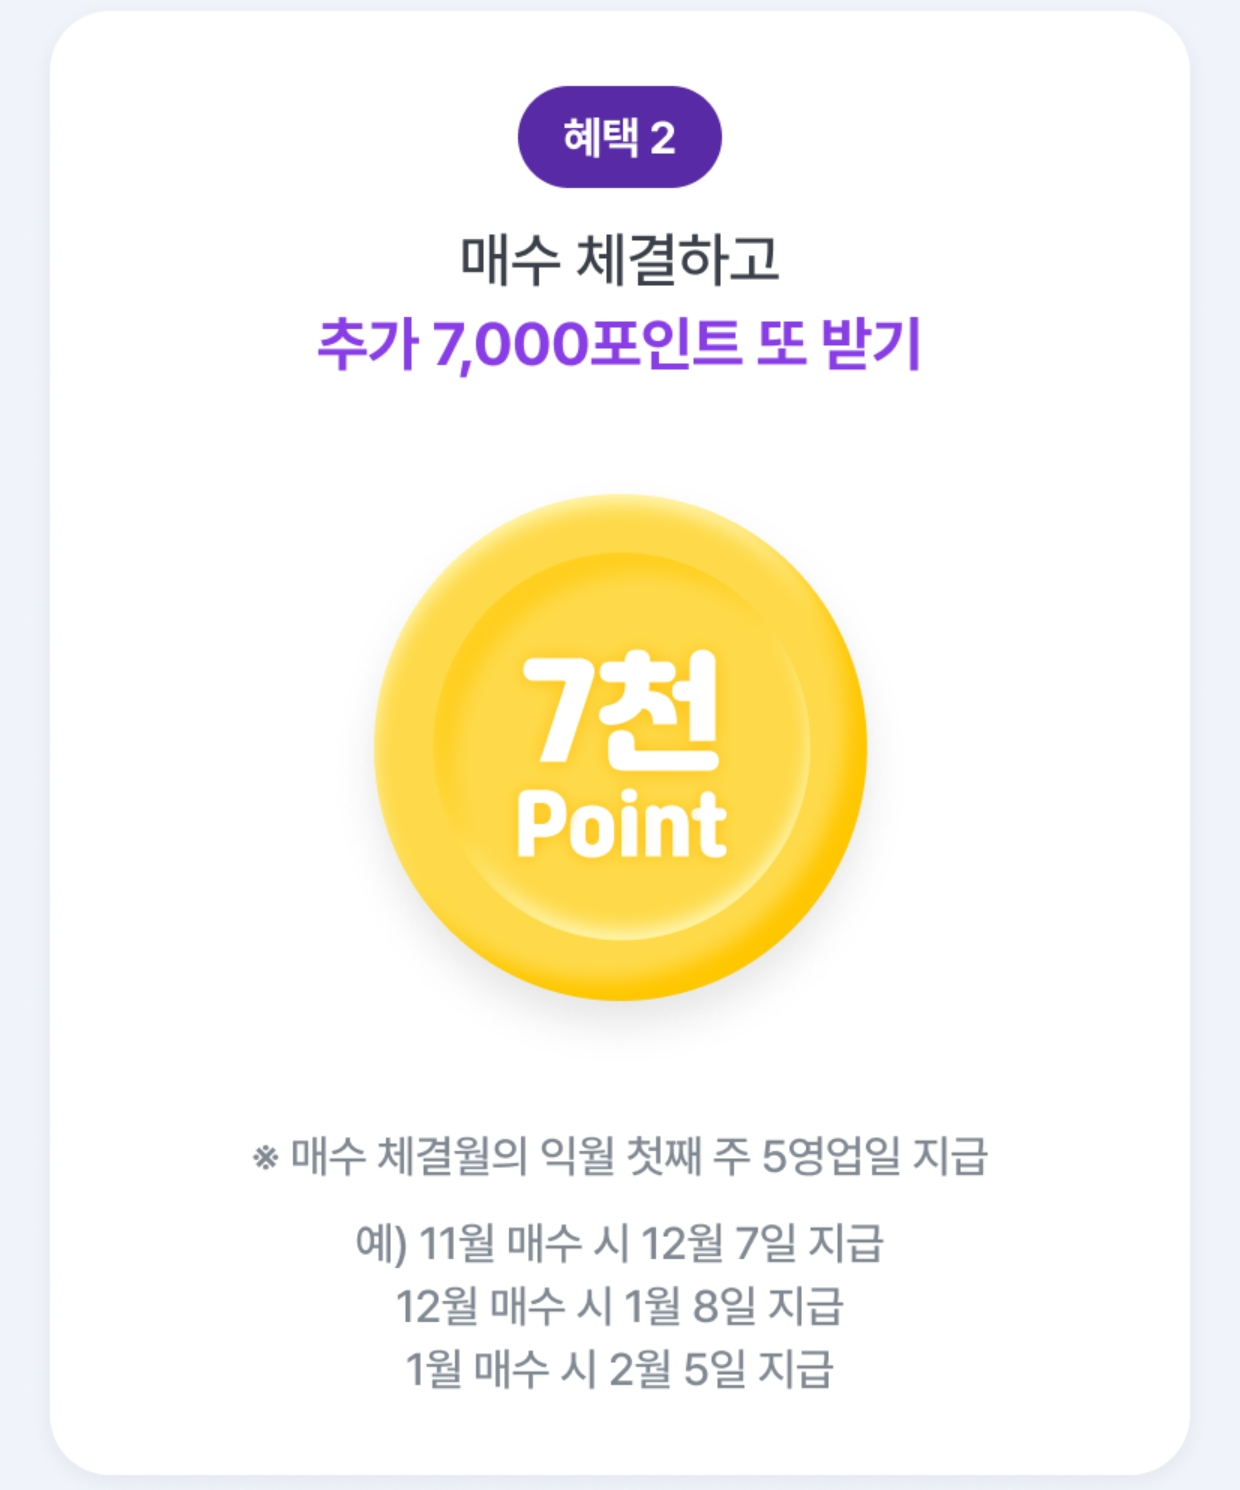 혜택 2
매수 체결하고
추가 7,000포인트 또 받기
7천
Point
※ 매수 체결월의 익월 첫째 주 5영업일 지급
예) 11월 매수 시 12월 7일 지급
12월 매수 시 1월 8일 지급
1월 매수 시 2월 5일 지급